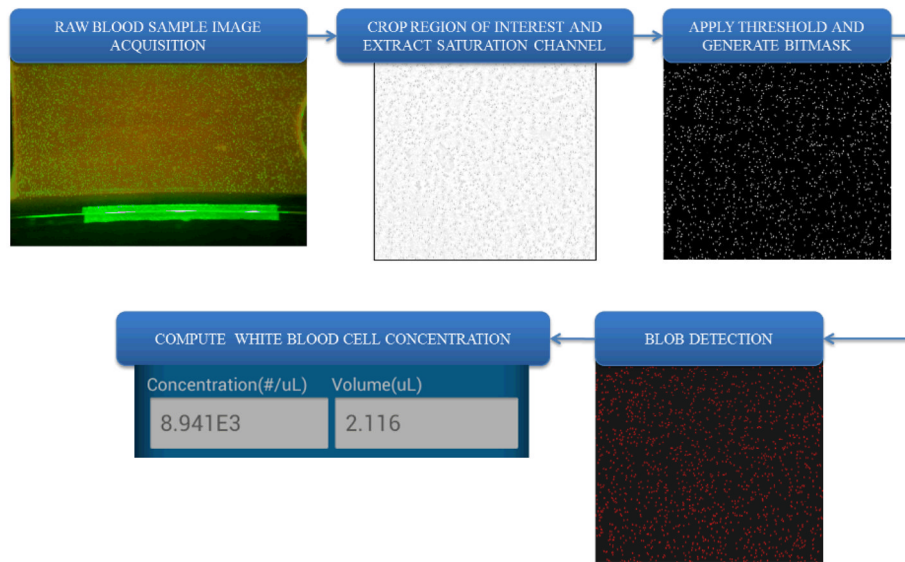 RAW BLOOD SAMPLE IMAGE
ACQUISITION
CROP REGION OF INTEREST AND
EXTRACT SATURATION CHANNEL
APPLY THRESHOLD AND
GENERATE BITMASK
COMPUTE WHITE BLOOD CELL CONCENTRATION
BLOB DETECTION
Concentration(#/uL) Volume(uL)
8.941E3 2.116